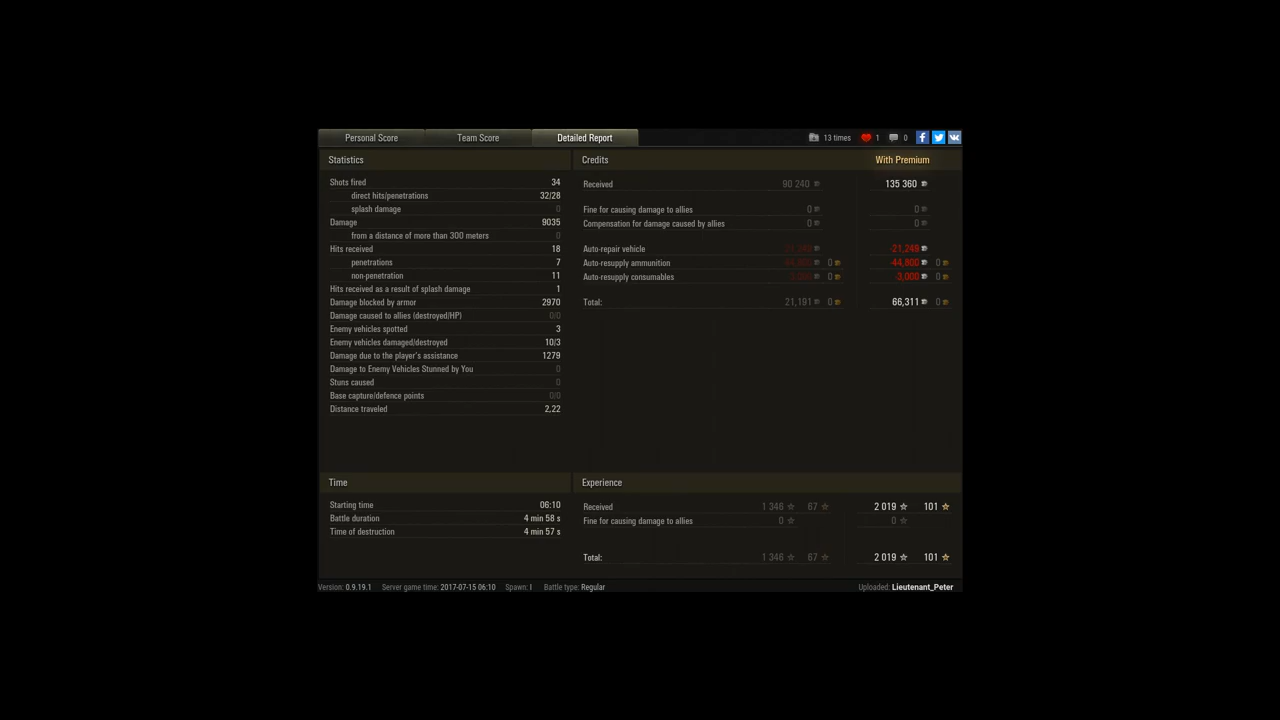 Personal Score Team Score Detailed Report 13 times 1 0
Statistics
Shots fired 34
direct hits/penetrations 32/28
splash damage 0
Damage 9035
from a distance of more than 300 meters 0
Hits received 18
penetrations 7
non-penetration 11
Hits received as a result of splash damage 1
Damage blocked by armor 2970
Damage caused to allies (destroyed/HP) 0/0
Enemy vehicles spotted 3
Enemy vehicles damaged/destroyed 10/3
Damage due to the player's assistance 1279
Damage to Enemy Vehicles Stunned by You 0
Stuns caused 0
Base capture/defence points 0/0
Distance traveled 2,22
Credits With Premium
Received 90 240 135 360
Fine for causing damage to allies 0 0
Compensation for damage caused by allies 0 0
Auto-repair vehicle -21,249 -21,249
Auto-resupply ammunition -44,800 0 -44,800 0
Auto-resupply consumables -3,000 0 -3,000 0
Total: 21,191 0 66,311 0
Time
Starting time 06:10
Battle duration 4 min 58 s
Time of destruction 4 min 57 s
Experience
Received 1 346 67 2 019 101
Fine for causing damage to allies 0 0
Total: 1 346 67 2 019 101
Version: 0.9.19.1 Server game time: 2017-07-15 06:10 Spawn: I Battle type: Regular Uploaded: Lieutenant_Peter